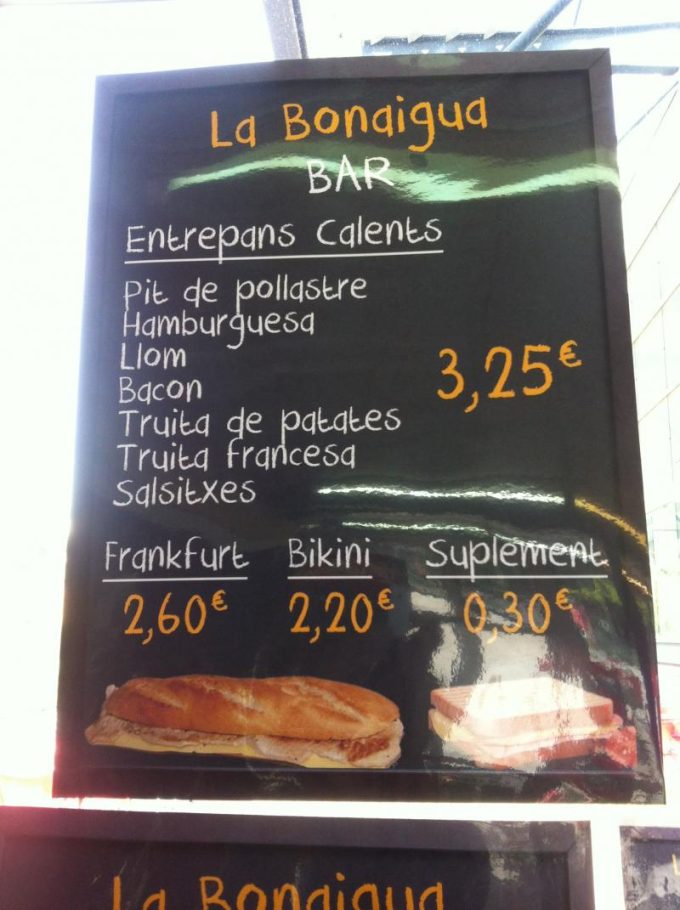 La Bonaigua
BAR
Entrepans Calents
Pit de pollastre
Hamburguesa
Llom
Bacon
Truita de patates
Truita francesa
Salsitxes
3,25€
Frankfurt Bikini Suplement
2,60€ 2,20€ 0,30€
La Bonaigua